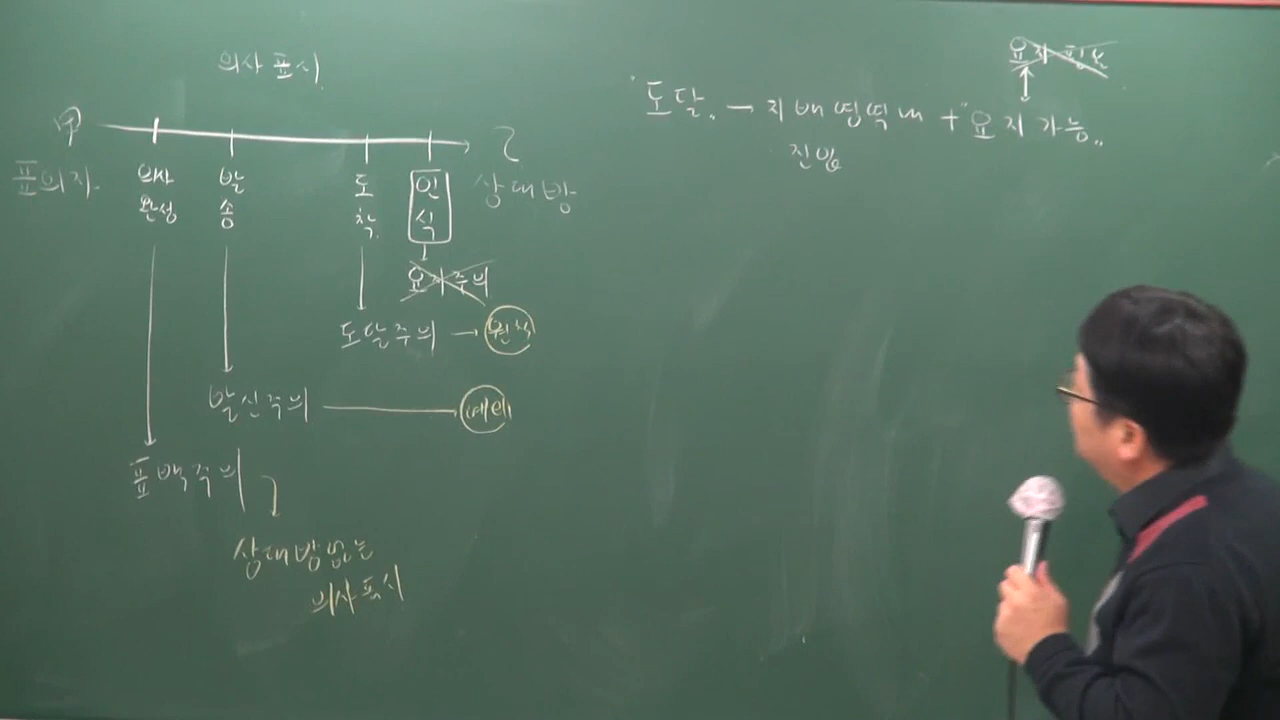 의사표시
甲 乙
표의자. 상대방
의사완성 발송 도착. 인식
요지주의
도달주의 → 원칙
발신주의 예외
표백주의
상대방 없는
의사표시
도달. → 지배영역내 + "요지가능"
진입
요지